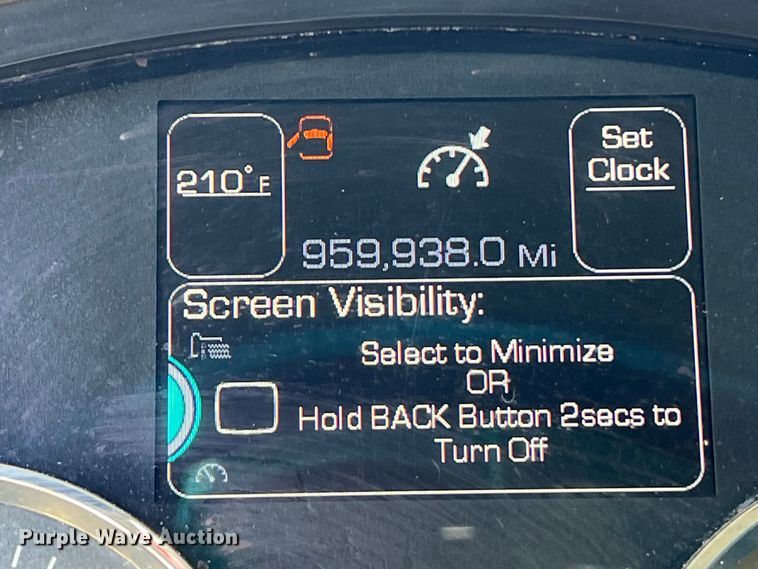 210°F
Set
Clock
959,938.0 Mi
Screen Visibility:
Select to Minimize
OR
Hold BACK Button 2secs to
Turn Off
Purple Wave Auction